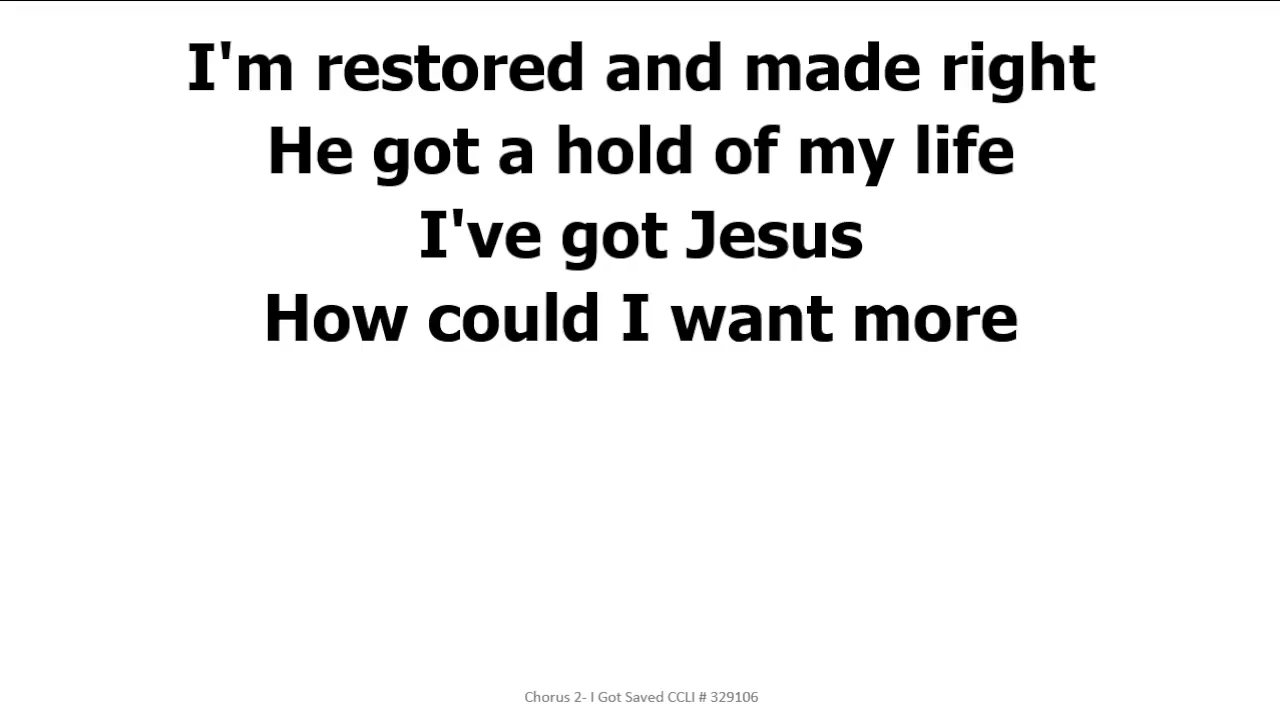 I'm restored and made right
He got a hold of my life
I've got Jesus
How could I want more
Chorus 2- I Got Saved CCLI # 329106